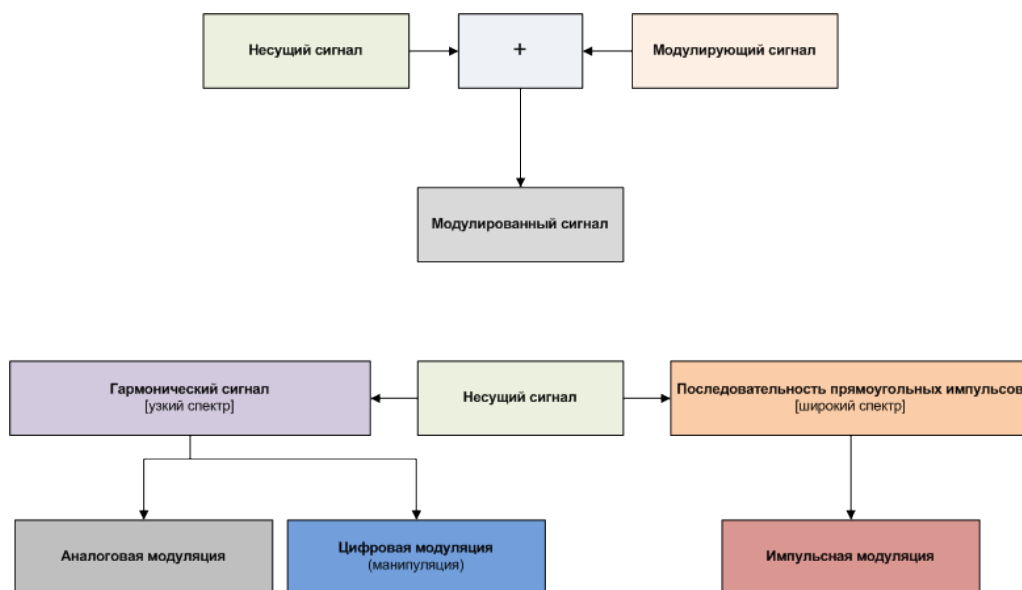 Несущий сигнал
+
Модулирующий сигнал
Модулированный сигнал
Гармонический сигнал
[узкий спектр]
Несущий сигнал
Последовательность прямоугольных импульсов
[широкий спектр]
Аналоговая модуляция
Цифровая модуляция
(манипуляция)
Импульсная модуляция